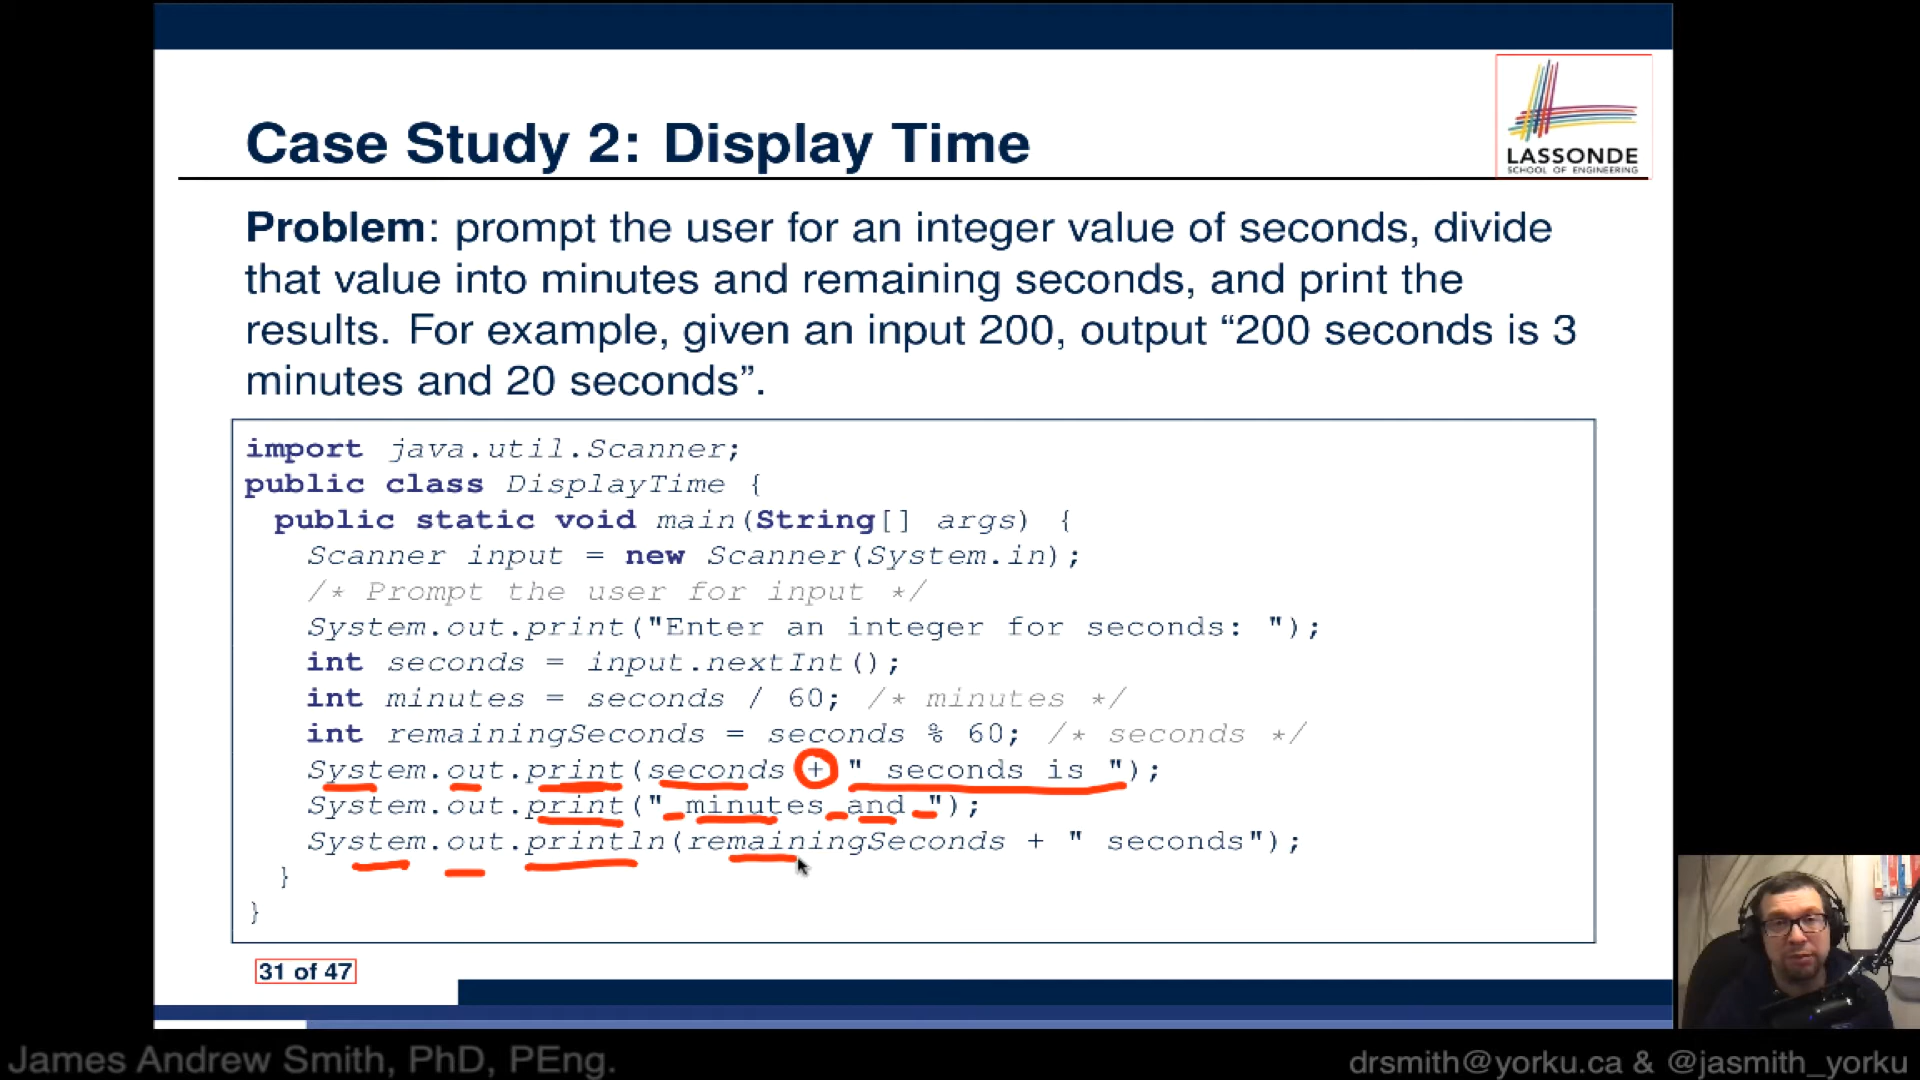 LASSONDE
SCHOOL OF ENGINEERING
Case Study 2: Display Time
Problem: prompt the user for an integer value of seconds, divide
that value into minutes and remaining seconds, and print the
results. For example, given an input 200, output “200 seconds is 3
minutes and 20 seconds”.
import java.util.Scanner;
public class DisplayTime {
public static void main(String[] args) {
Scanner input = new Scanner(System.in);
/* Prompt the user for input */
System.out.print("Enter an integer for seconds: ");
int seconds = input.nextInt();
int minutes = seconds / 60; /* minutes */
int remainingSeconds = seconds % 60; /* seconds */
System.out.print(seconds + " seconds is ");
System.out.print(" minutes and ");
System.out.println(remainingSeconds + " seconds");
}
}
31 of 47
James Andrew Smith, PhD, PEng.
drsmith@yorku.ca & @jasmith_yorku